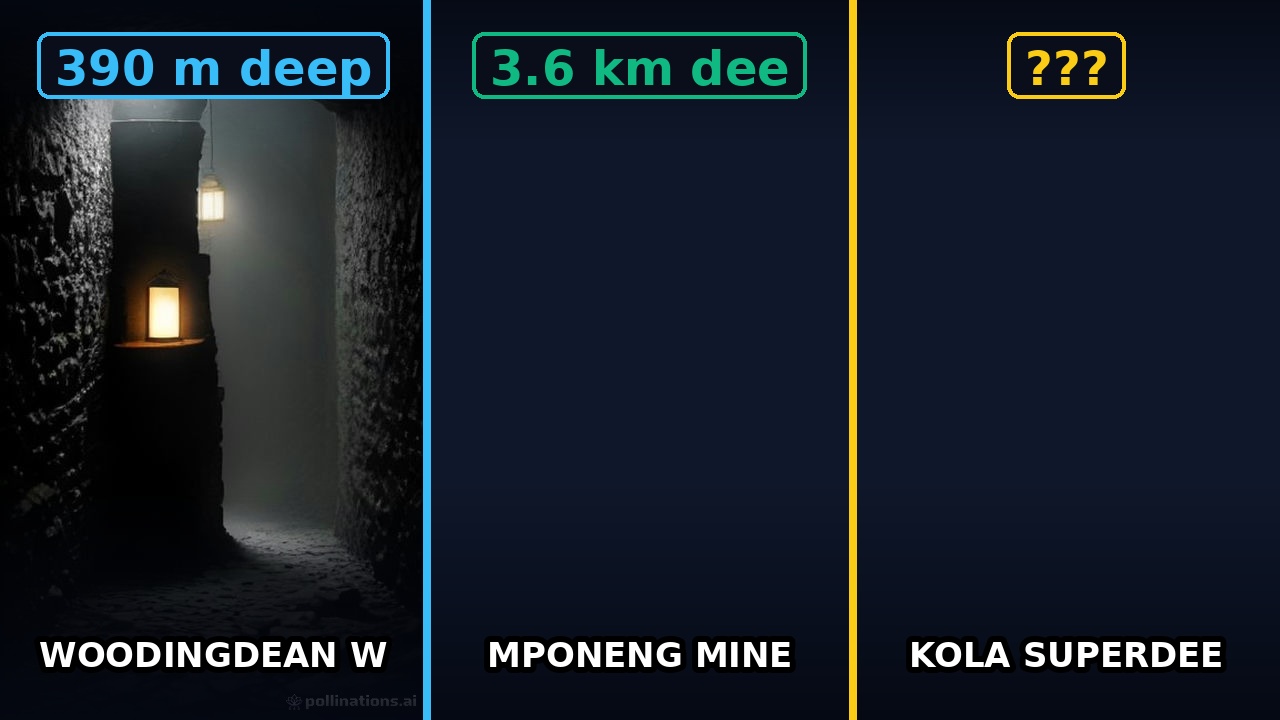 390 m deep
3.6 km dee
???
WOODINGDEAN W
MPONENG MINE
KOLA SUPERDEE
pollinations.ai